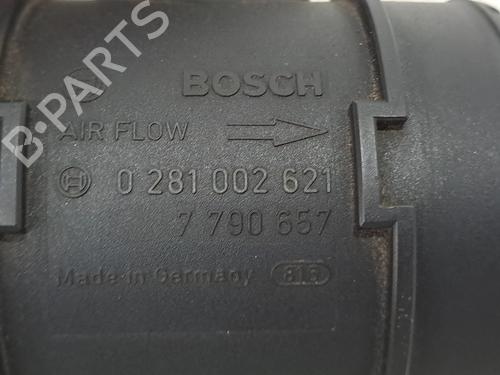 BOSCH
AIR FLOW
0 281 002 621
7 790 657
Made in Germany 816
B-PARTS